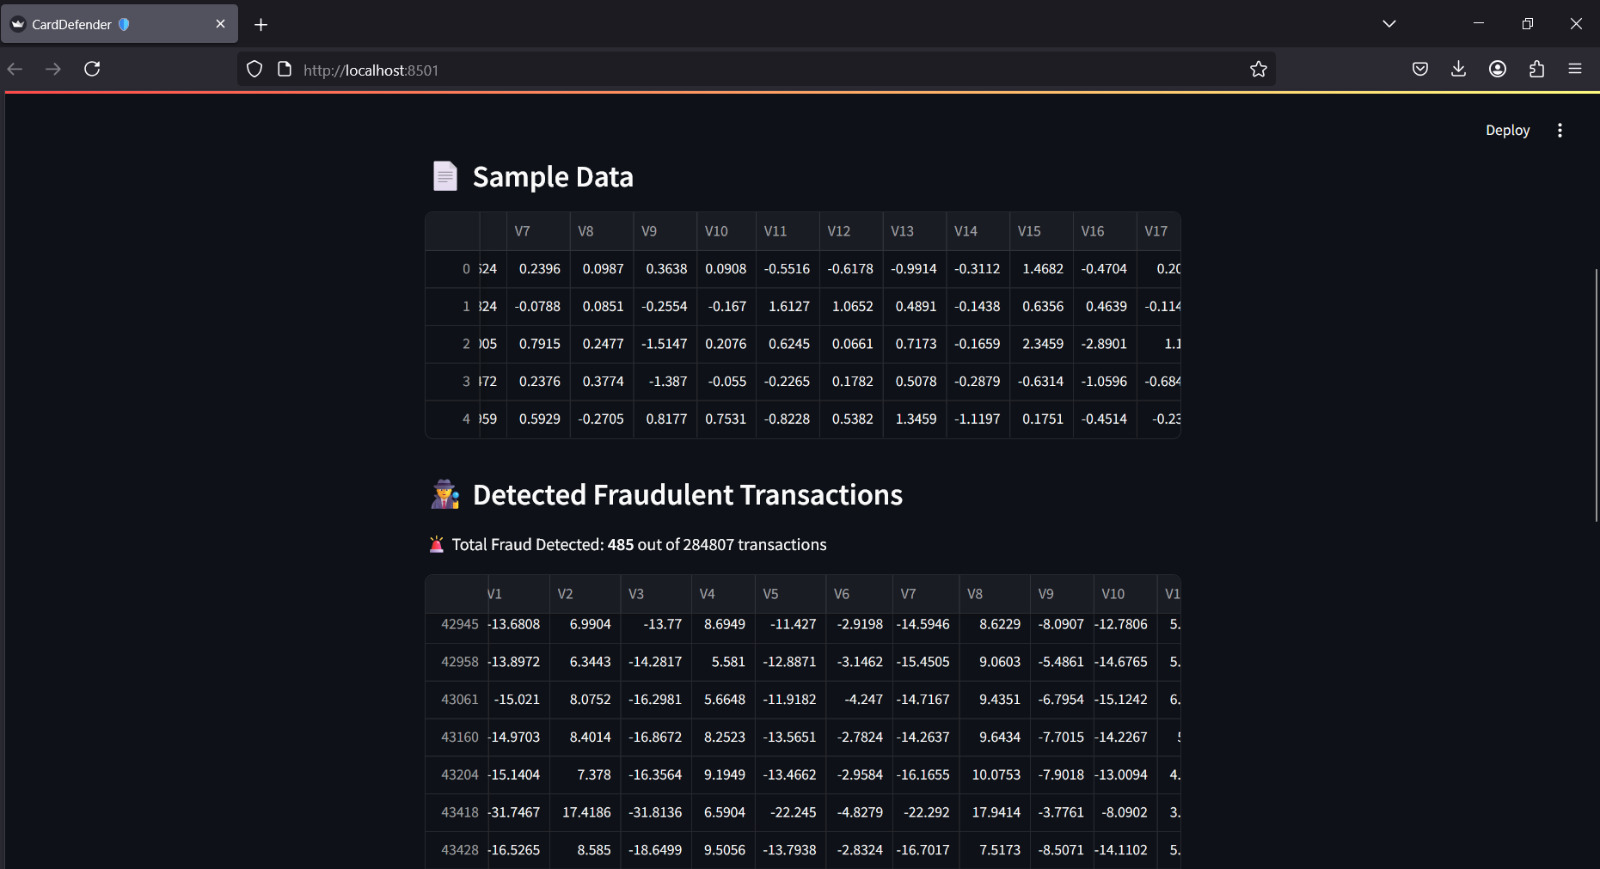 CardDefender
http://localhost:8501
Deploy
Sample Data
V7 V8 V9 V10 V11 V12 V13 V14 V15 V16 V17
0 524 0.2396 0.0987 0.3638 0.0908 -0.5516 -0.6178 -0.9914 -0.3112 1.4682 -0.4704 0.20
1 324 -0.0788 0.0851 -0.2554 -0.167 1.6127 1.0652 0.4891 -0.1438 0.6356 0.4639 -0.114
2 005 0.7915 0.2477 -1.5147 0.2076 0.6245 0.0661 0.7173 -0.1659 2.3459 -2.8901 1.1
3 472 0.2376 0.3774 -1.387 -0.055 -0.2265 0.1782 0.5078 -0.2879 -0.6314 -1.0596 -0.684
4 959 0.5929 -0.2705 0.8177 0.7531 -0.8228 0.5382 1.3459 -1.1197 0.1751 -0.4514 -0.23
Detected Fraudulent Transactions
Total Fraud Detected: 485 out of 284807 transactions
V1 V2 V3 V4 V5 V6 V7 V8 V9 V10 V1
42945 -13.6808 6.9904 -13.77 8.6949 -11.427 -2.9198 -14.5946 8.6229 -8.0907 -12.7806 5.
42958 -13.8972 6.3443 -14.2817 5.581 -12.8871 -3.1462 -15.4505 9.0603 -5.4861 -14.6765 5.
43061 -15.021 8.0752 -16.2981 5.6648 -11.9182 -4.247 -14.7167 9.4351 -6.7954 -15.1242 6.
43160 -14.9703 8.4014 -16.8672 8.2523 -13.5651 -2.7824 -14.2637 9.6434 -7.7015 -14.2267 5
43204 -15.1404 7.378 -16.3564 9.1949 -13.4662 -2.9584 -16.1655 10.0753 -7.9018 -13.0094 4.
43418 -31.7467 17.4186 -31.8136 6.5904 -22.245 -4.8279 -22.292 17.9414 -3.7761 -8.0902 3.
43428 -16.5265 8.585 -18.6499 9.5056 -13.7938 -2.8324 -16.7017 7.5173 -8.5071 -14.1102 5.